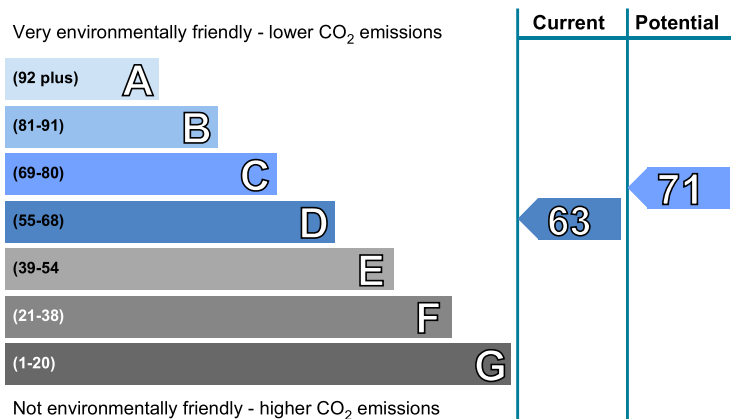 Current Potential
Very environmentally friendly - lower CO2 emissions
(92 plus) A
(81-91) B
(69-80) C
71
(55-68) D
63
(39-54 E
(21-38) F
(1-20) G
Not environmentally friendly - higher CO2 emissions